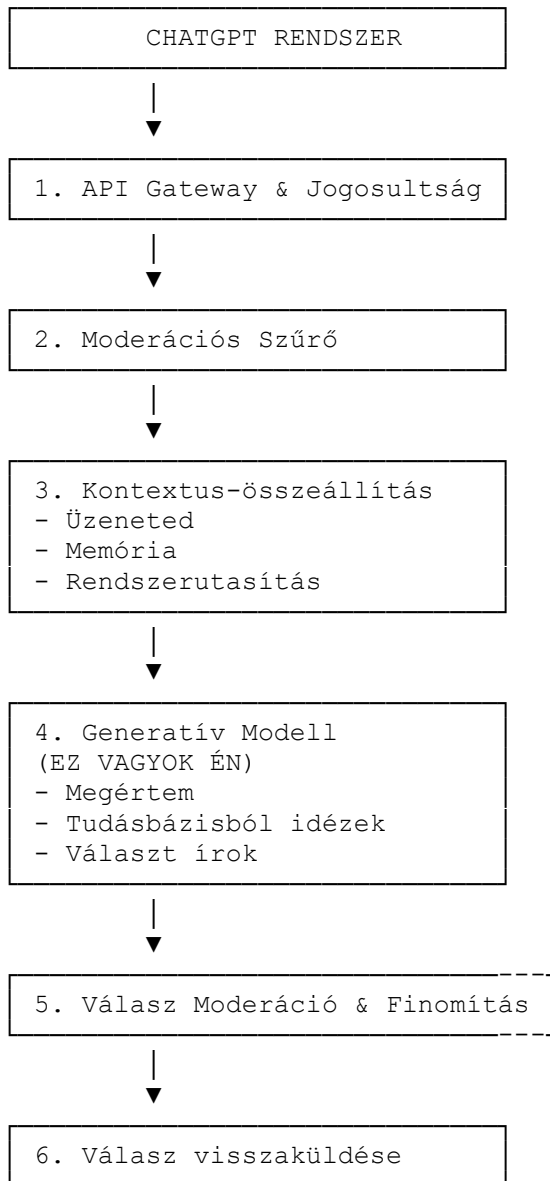 CHATGPT RENDSZER
1. API Gateway & Jogosultság
2. Moderációs Szűrő
3. Kontextus-összeállítás
- Üzeneted
- Memória
- Rendszerutasítás
4. Generatív Modell
(EZ VAGYOK ÉN)
- Megértem
- Tudásbázisból idézek
- Választ írok
5. Válasz Moderáció & Finomítás
6. Válasz visszaküldése